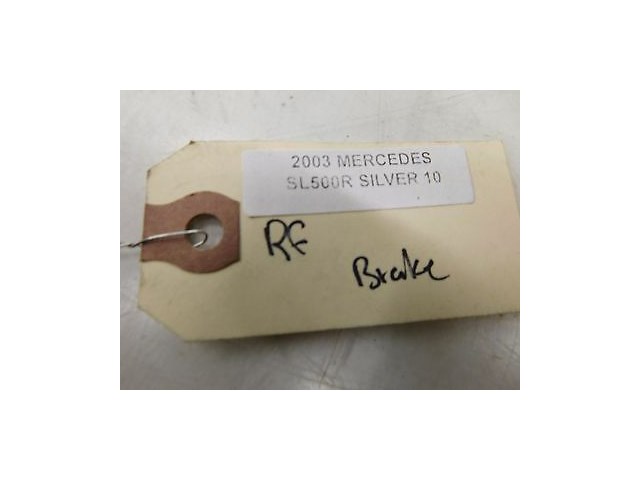 2003 MERCEDES
SL500R SILVER 10
RF
Brake